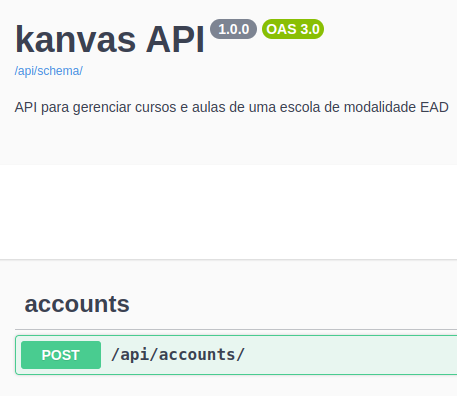 kanvas API 1.0.0 OAS 3.0
/api/schema/
API para gerenciar cursos e aulas de uma escola de modalidade EAD
accounts
POST /api/accounts/